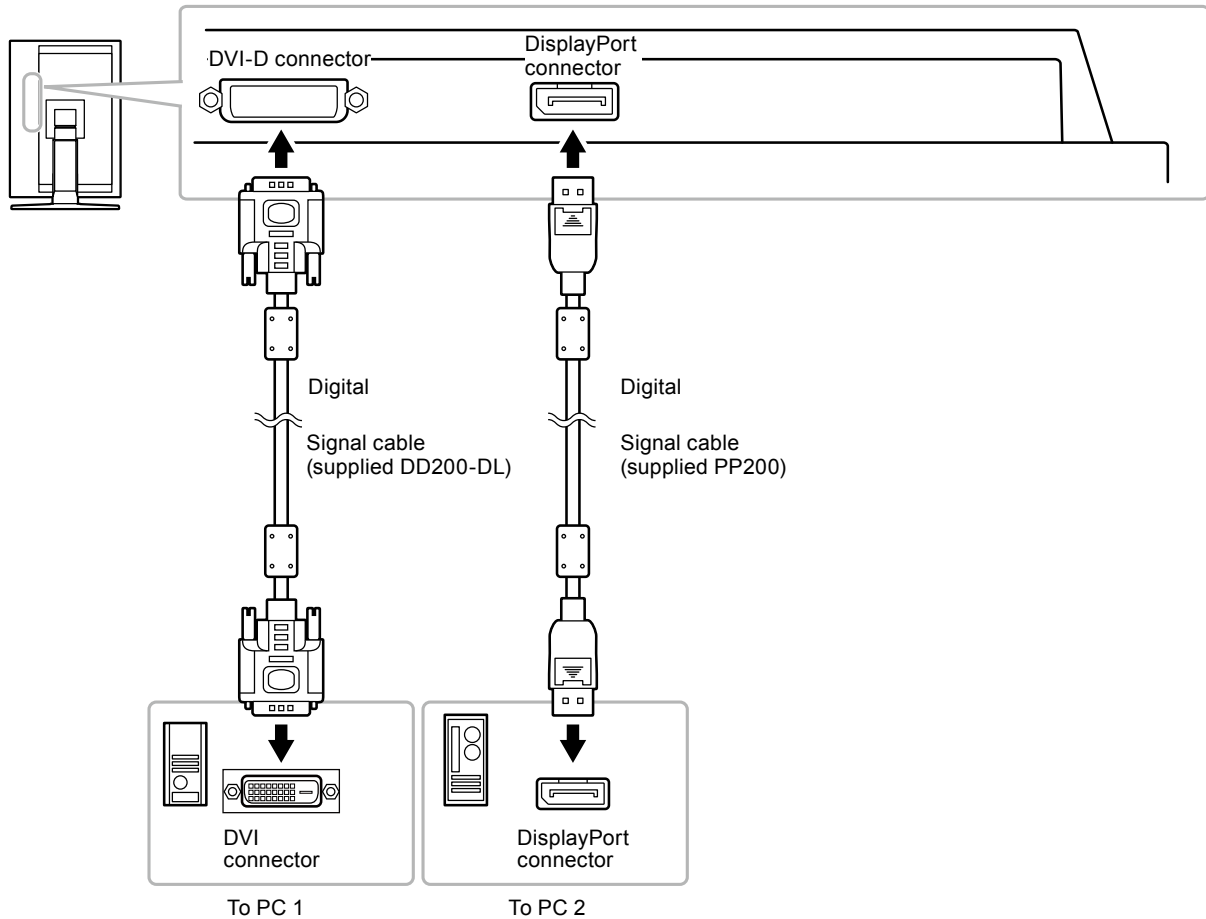 DVI-D connector
DisplayPort
connector
Digital
Signal cable
(supplied DD200-DL)
Digital
Signal cable
(supplied PP200)
DVI
connector
DisplayPort
connector
To PC 1
To PC 2